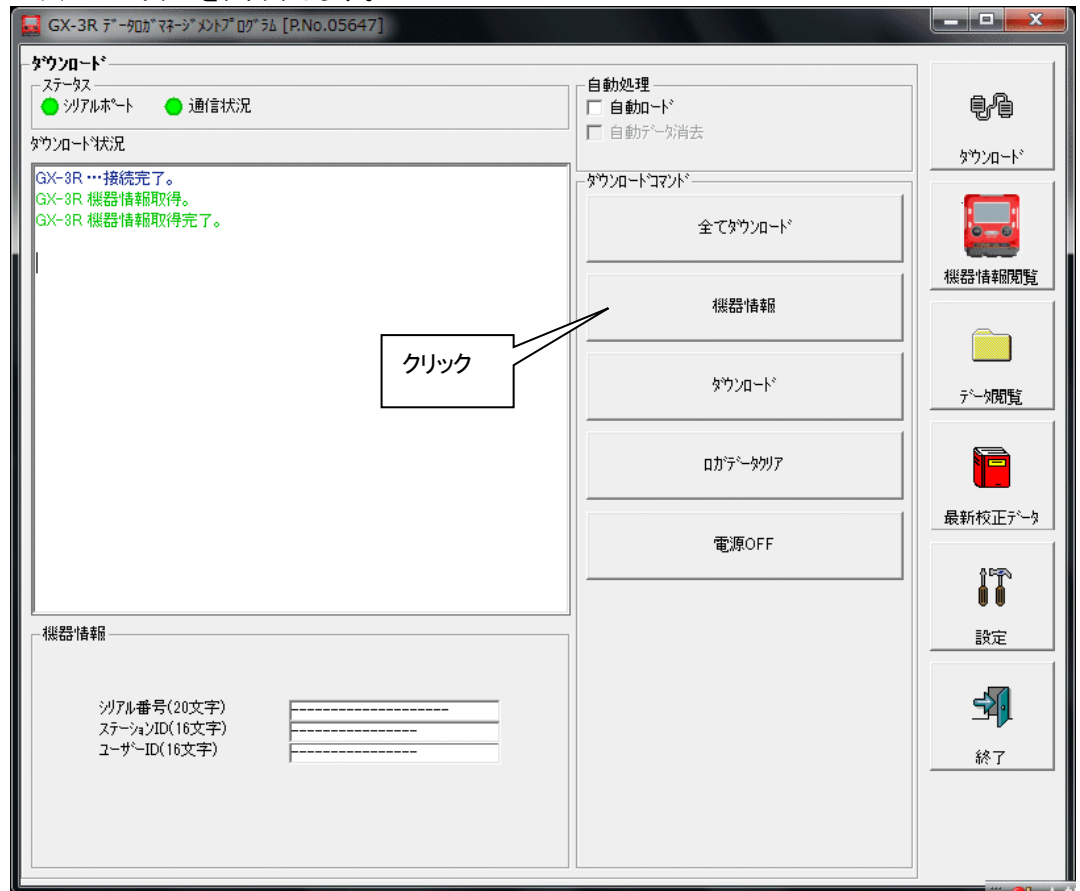 GX-3R ﾃﾞｰﾀﾛｶﾞﾏﾈｰｼﾞﾒﾝﾄﾌﾟﾛｸﾞﾗﾑ [P.No.05647]
ﾀﾞｳﾝﾛｰﾄﾞ
ｽﾃｰﾀｽ
ｼﾘｱﾙﾎﾟｰﾄ 通信状況
自動処理
自動ﾛｰﾄﾞ
自動ﾃﾞｰﾀ消去
ﾀﾞｳﾝﾛｰﾄﾞ状況
GX-3R …接続完了。
GX-3R 機器情報取得。
GX-3R 機器情報取得完了。
ﾀﾞｳﾝﾛｰﾄﾞｺﾏﾝﾄﾞ
全てﾀﾞｳﾝﾛｰﾄﾞ
機器情報
クリック
ﾀﾞｳﾝﾛｰﾄﾞ
ﾛｶﾞﾃﾞｰﾀｸﾘｱ
電源OFF
機器情報
ｼﾘｱﾙ番号(20文字) --------------------
ｽﾃｰｼｮﾝID(16文字) ----------------
ﾕｰｻﾞｰID(16文字) ----------------
ﾀﾞｳﾝﾛｰﾄﾞ
機器情報閲覧
ﾃﾞｰﾀ閲覧
最新校正ﾃﾞｰﾀ
設定
終了